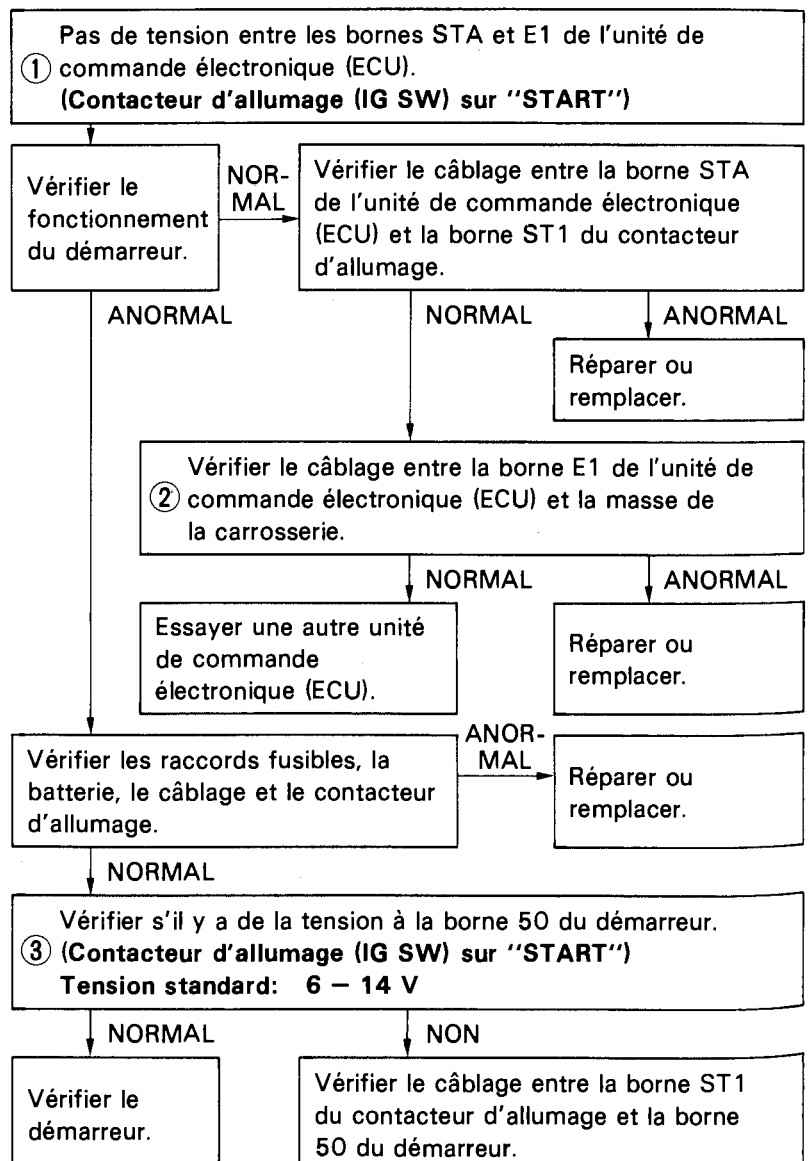 Pas de tension entre les bornes STA et E1 de l'unité de
① commande électronique (ECU).
(Contacteur d'allumage (IG SW) sur "START")
Vérifier le
fonctionnement
du démarreur.
NOR-
MAL
Vérifier le câblage entre la borne STA
de l'unité de commande électronique
(ECU) et la borne ST1 du contacteur
d'allumage.
ANORMAL
NORMAL
ANORMAL
Réparer ou
remplacer.
Vérifier le câblage entre la borne E1 de l'unité de
② commande électronique (ECU) et la masse de
la carrosserie.
NORMAL
ANORMAL
Essayer une autre unité
de commande
électronique (ECU).
Réparer ou
remplacer.
Vérifier les raccords fusibles, la
batterie, le câblage et le contacteur
d'allumage.
ANOR-
MAL
Réparer ou
remplacer.
NORMAL
Vérifier s'il y a de la tension à la borne 50 du démarreur.
③ (Contacteur d'allumage (IG SW) sur "START")
Tension standard: 6 – 14 V
NORMAL
NON
Vérifier le
démarreur.
Vérifier le câblage entre la borne ST1
du contacteur d'allumage et la borne
50 du démarreur.